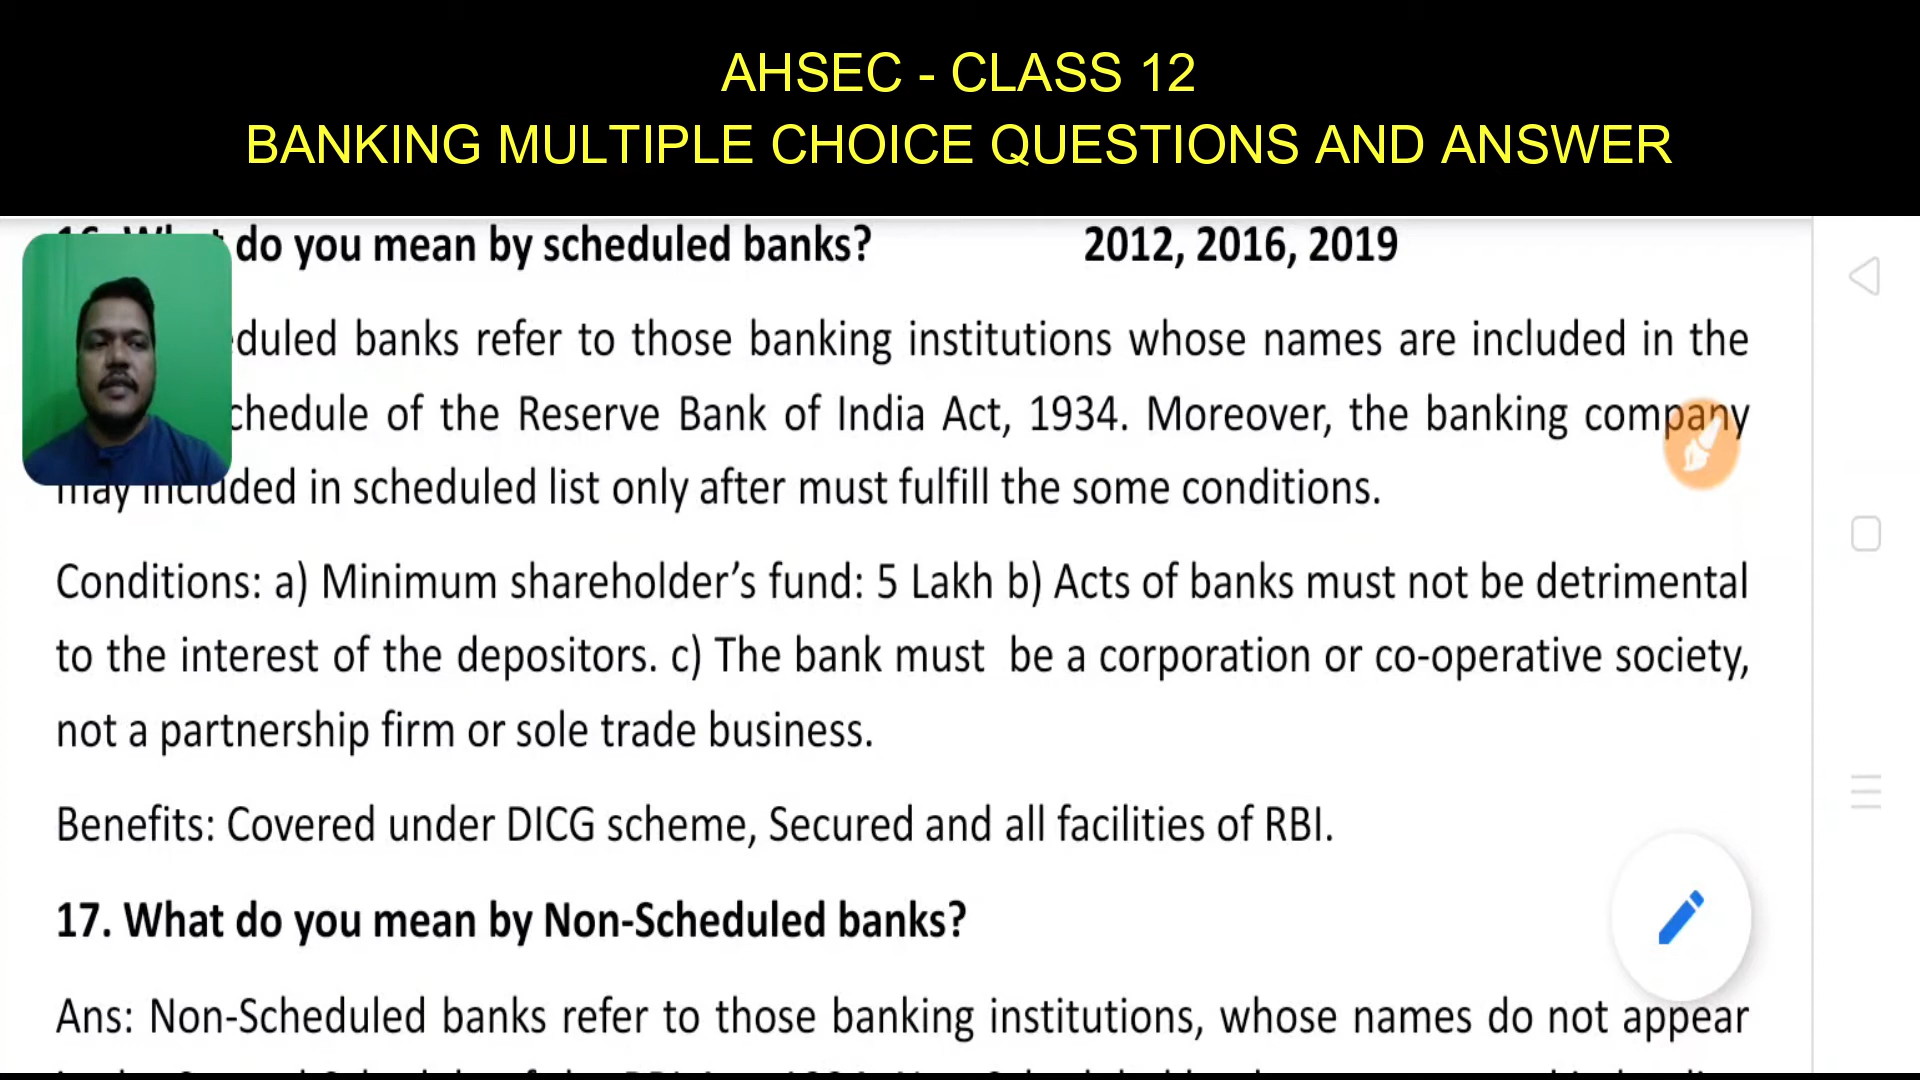 AHSEC - CLASS 12
BANKING MULTIPLE CHOICE QUESTIONS AND ANSWER
do you mean by scheduled banks? 2012, 2016, 2019
duled banks refer to those banking institutions whose names are included in the
chedule of the Reserve Bank of India Act, 1934. Moreover, the banking company
may included in scheduled list only after must fulfill the some conditions.
Conditions: a) Minimum shareholder’s fund: 5 Lakh b) Acts of banks must not be detrimental
to the interest of the depositors. c) The bank must be a corporation or co-operative society,
not a partnership firm or sole trade business.
Benefits: Covered under DICG scheme, Secured and all facilities of RBI.
17. What do you mean by Non-Scheduled banks?
Ans: Non-Scheduled banks refer to those banking institutions, whose names do not appear